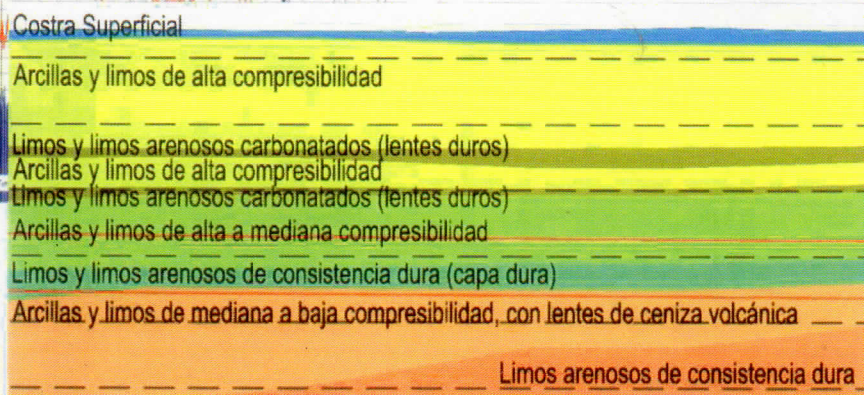 Costra Superficial
Arcillas y limos de alta compresibilidad
Limos y limos arenosos carbonatados (lentes duros)
Arcillas y limos de alta compresibilidad
Limos y limos arenosos carbonatados (lentes duros)
Arcillas y limos de alta a mediana compresibilidad
Limos y limos arenosos de consistencia dura (capa dura)
Arcillas y limos de mediana a baja compresibilidad, con lentes de ceniza volcánica
Limos arenosos de consistencia dura